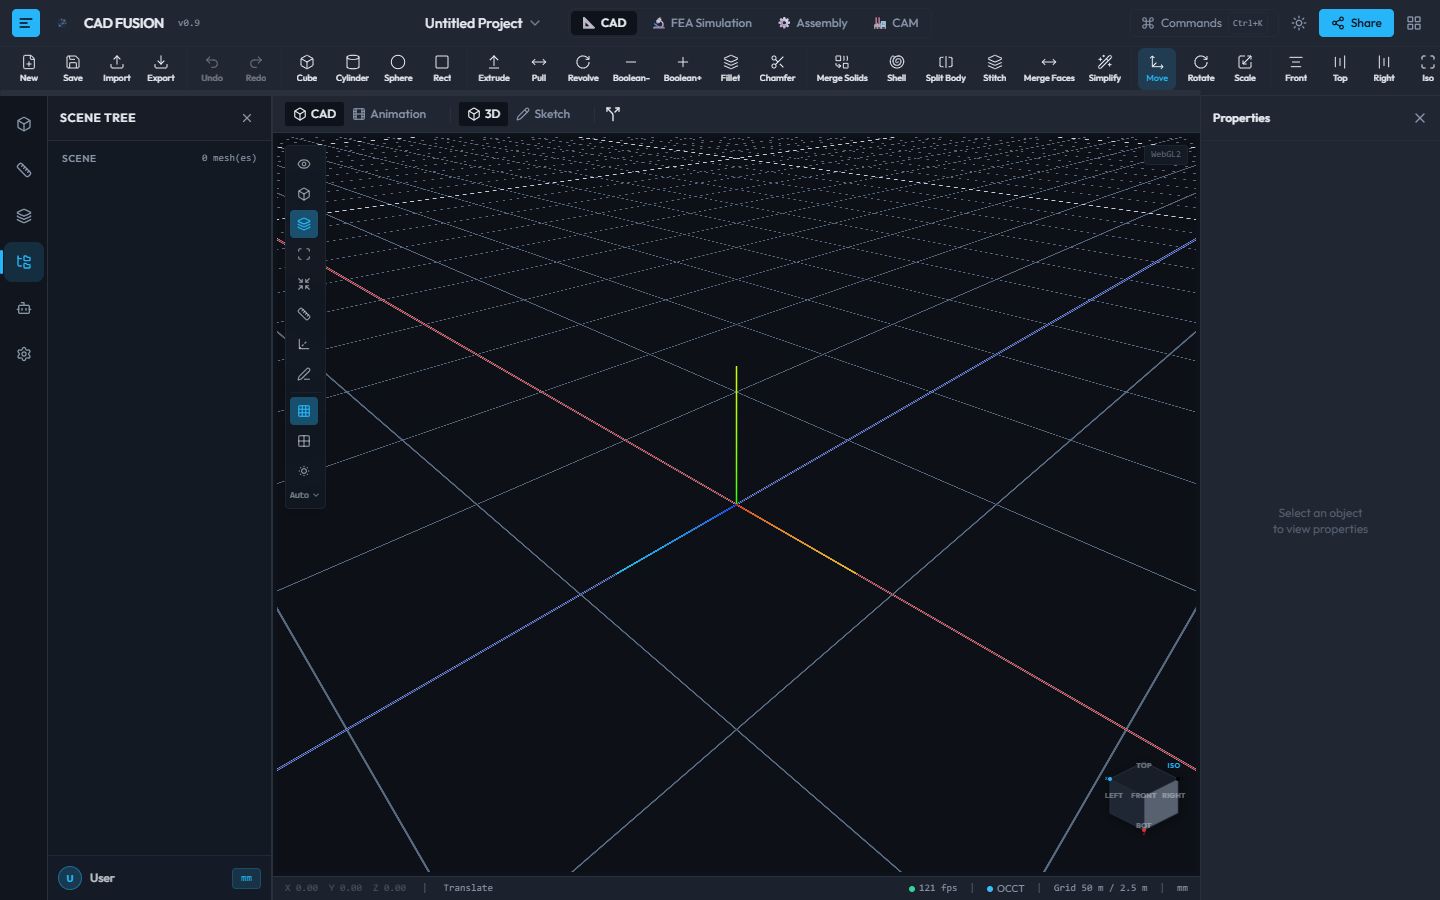 CAD FUSION v0.9
Untitled Project
CAD
FEA Simulation
Assembly
CAM
Commands Ctrl+K
Share
New
Save
Import
Export
Undo
Redo
Cube
Cylinder
Sphere
Rect
Extrude
Pull
Revolve
Boolean-
Boolean+
Fillet
Chamfer
Merge Solids
Shell
Split Body
Stitch
Merge Faces
Simplify
Move
Rotate
Scale
Front
Top
Right
Iso
SCENE TREE
CAD
Animation
3D
Sketch
Properties
SCENE
0 mesh(es)
WebGL2
Auto
Select an object
to view properties
TOP
ISO
LEFT
FRONT
RIGHT
BOT
U
User
mm
X 0.00 Y 0.00 Z 0.00 | Translate
121 fps | OCCT | Grid 50 m / 2.5 m | mm